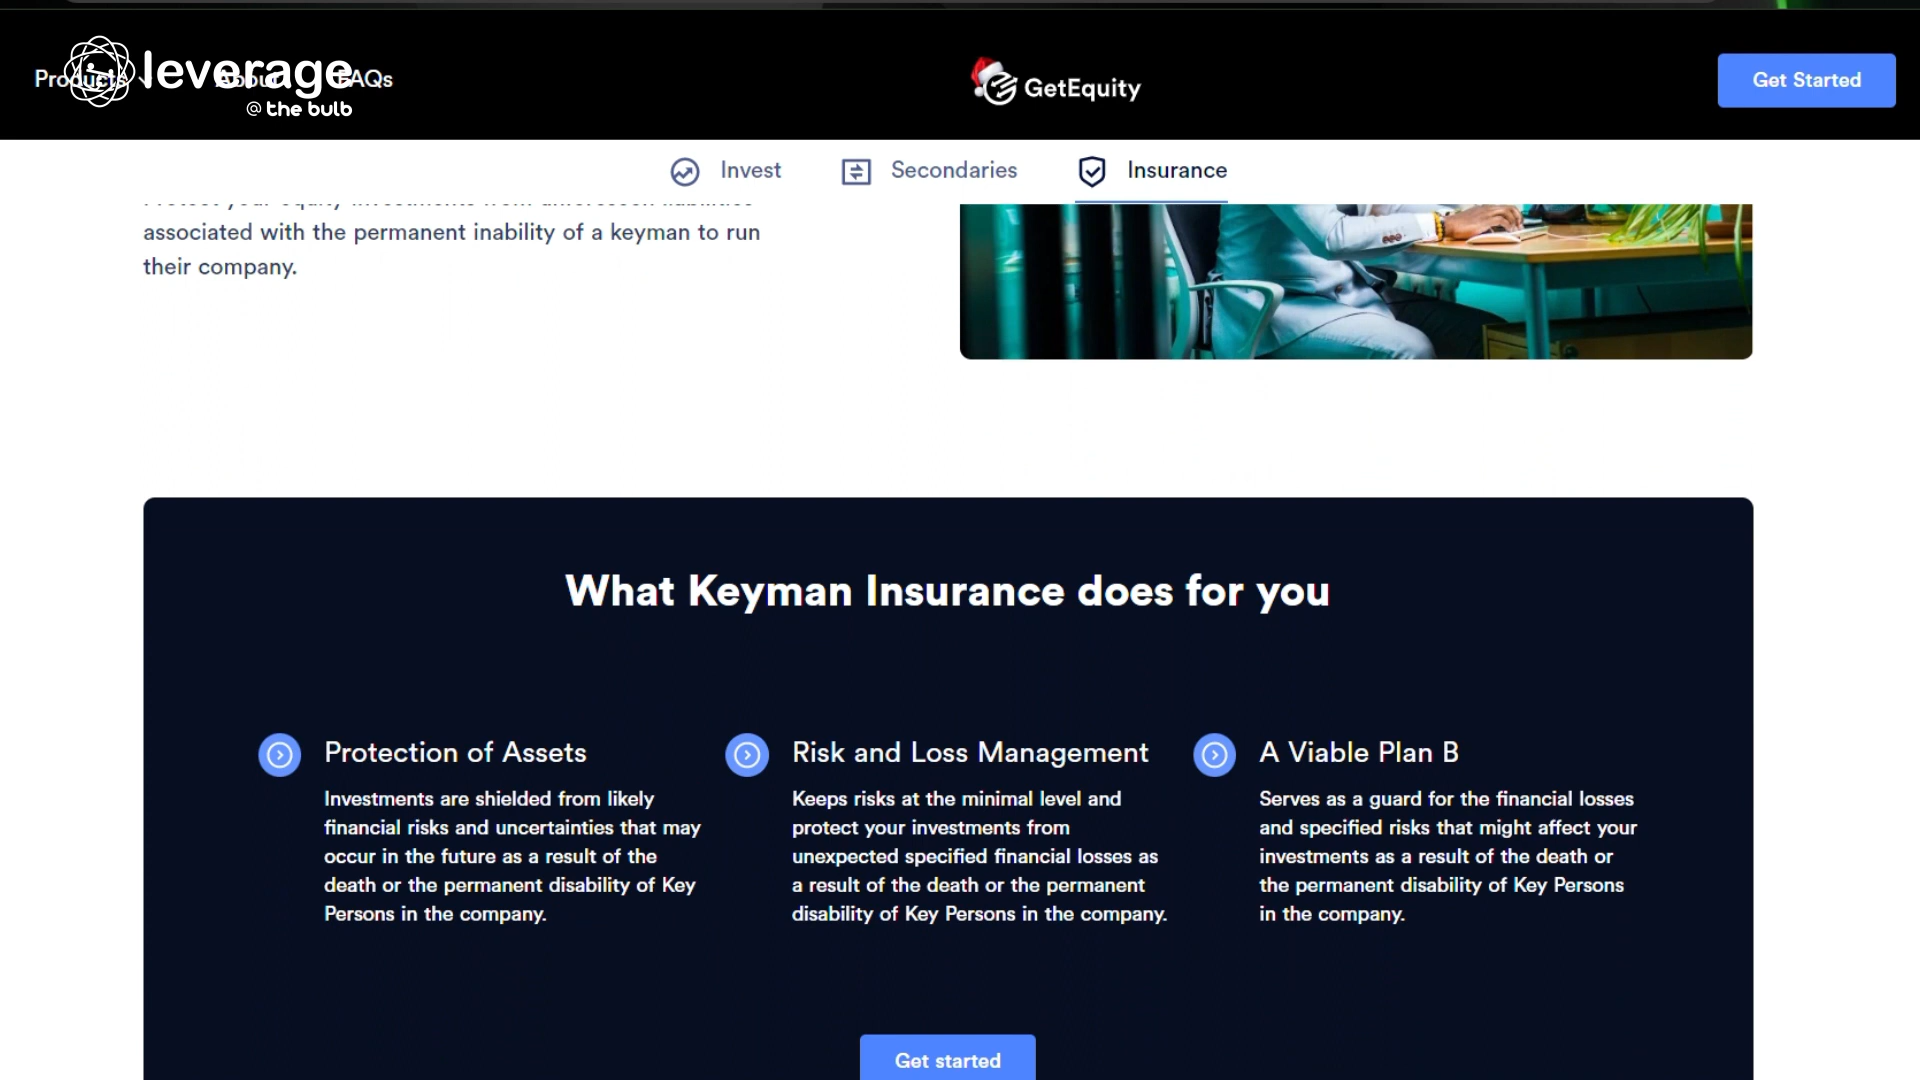 Products
About
FAQs
leverage
@ the bulb
GetEquity
Get Started
Invest
Secondaries
Insurance
associated with the permanent inability of a keyman to run
their company.
What Keyman Insurance does for you
Protection of Assets
Investments are shielded from likely
financial risks and uncertainties that may
occur in the future as a result of the
death or the permanent disability of Key
Persons in the company.
Risk and Loss Management
Keeps risks at the minimal level and
protect your investments from
unexpected specified financial losses as
a result of the death or the permanent
disability of Key Persons in the company.
A Viable Plan B
Serves as a guard for the financial losses
and specified risks that might affect your
investments as a result of the death or
the permanent disability of Key Persons
in the company.
Get started